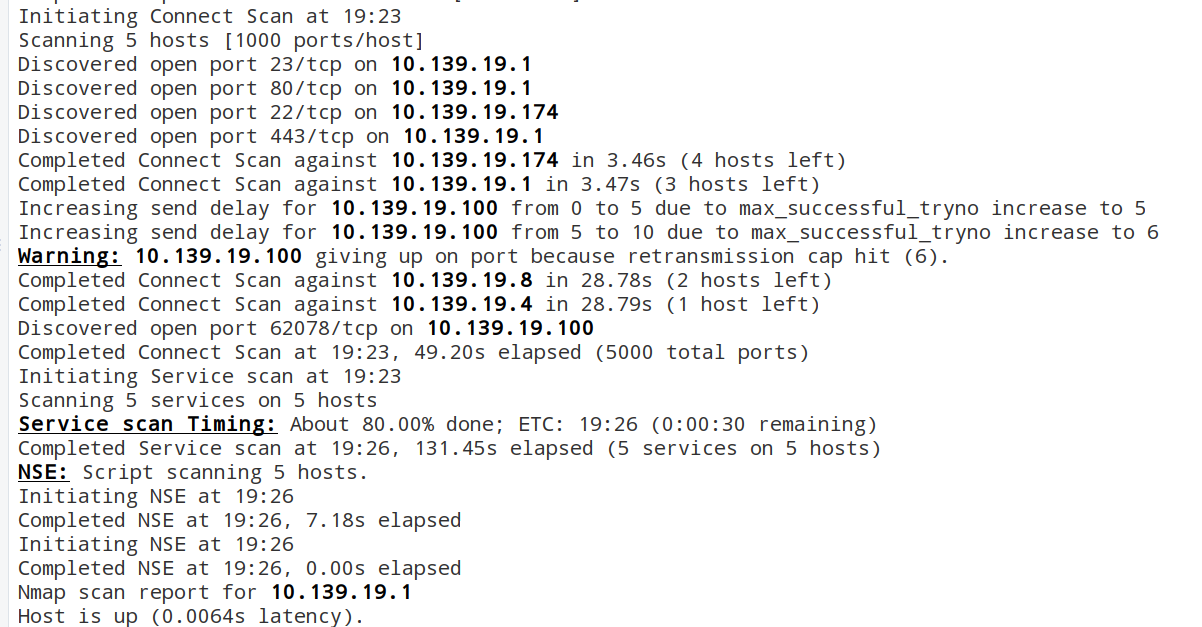 Initiating Connect Scan at 19:23
Scanning 5 hosts [1000 ports/host]
Discovered open port 23/tcp on 10.139.19.1
Discovered open port 80/tcp on 10.139.19.1
Discovered open port 22/tcp on 10.139.19.174
Discovered open port 443/tcp on 10.139.19.1
Completed Connect Scan against 10.139.19.174 in 3.46s (4 hosts left)
Completed Connect Scan against 10.139.19.1 in 3.47s (3 hosts left)
Increasing send delay for 10.139.19.100 from 0 to 5 due to max_successful_tryno increase to 5
Increasing send delay for 10.139.19.100 from 5 to 10 due to max_successful_tryno increase to 6
Warning: 10.139.19.100 giving up on port because retransmission cap hit (6).
Completed Connect Scan against 10.139.19.8 in 28.78s (2 hosts left)
Completed Connect Scan against 10.139.19.4 in 28.79s (1 host left)
Discovered open port 62078/tcp on 10.139.19.100
Completed Connect Scan at 19:23, 49.20s elapsed (5000 total ports)
Initiating Service scan at 19:23
Scanning 5 services on 5 hosts
Service scan Timing: About 80.00% done; ETC: 19:26 (0:00:30 remaining)
Completed Service scan at 19:26, 131.45s elapsed (5 services on 5 hosts)
NSE: Script scanning 5 hosts.
Initiating NSE at 19:26
Completed NSE at 19:26, 7.18s elapsed
Initiating NSE at 19:26
Completed NSE at 19:26, 0.00s elapsed
Nmap scan report for 10.139.19.1
Host is up (0.0064s latency).